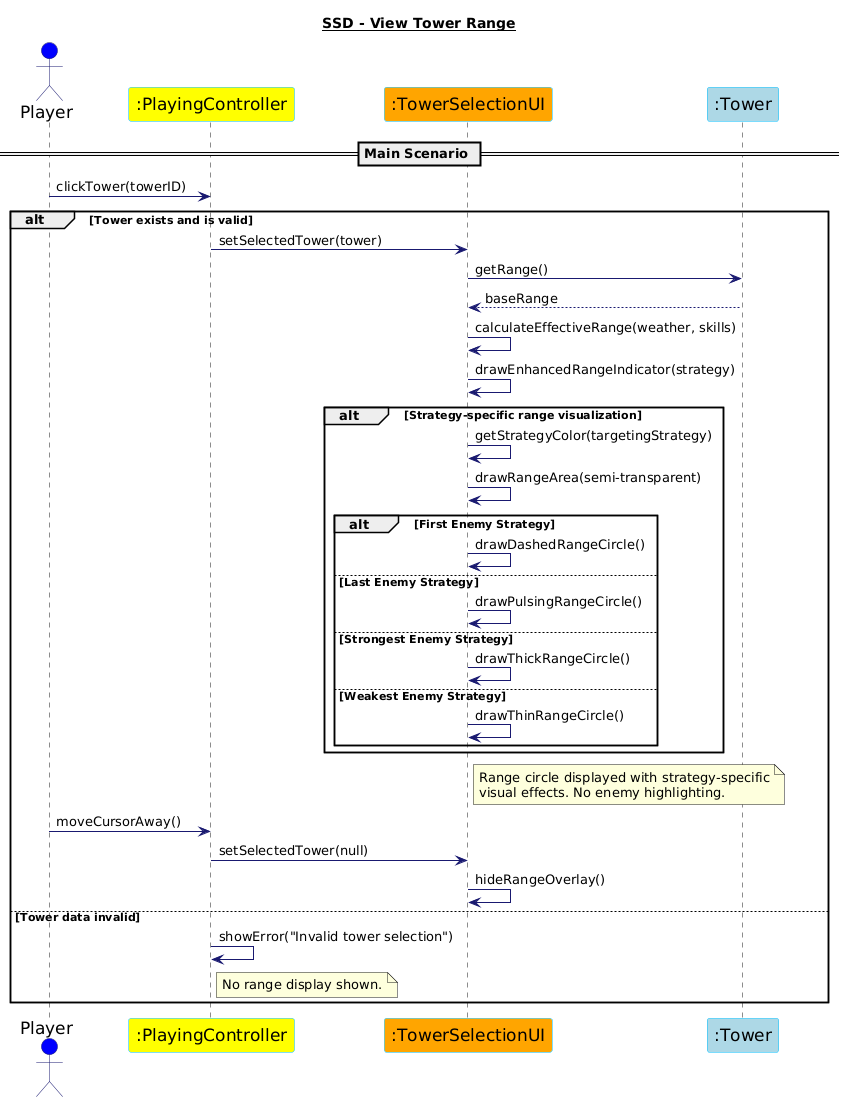 SSD - View Tower Range
Player
:PlayingController
:TowerSelectionUI
:Tower
Main Scenario
clickTower(towerID)
alt
[Tower exists and is valid]
setSelectedTower(tower)
getRange()
baseRange
calculateEffectiveRange(weather, skills)
drawEnhancedRangeIndicator(strategy)
alt
[Strategy-specific range visualization]
getStrategyColor(targetingStrategy)
drawRangeArea(semi-transparent)
alt
[First Enemy Strategy]
drawDashedRangeCircle()
[Last Enemy Strategy]
drawPulsingRangeCircle()
[Strongest Enemy Strategy]
drawThickRangeCircle()
[Weakest Enemy Strategy]
drawThinRangeCircle()
Range circle displayed with strategy-specific
visual effects. No enemy highlighting.
moveCursorAway()
setSelectedTower(null)
hideRangeOverlay()
[Tower data invalid]
showError("Invalid tower selection")
No range display shown.
Player
:PlayingController
:TowerSelectionUI
:Tower